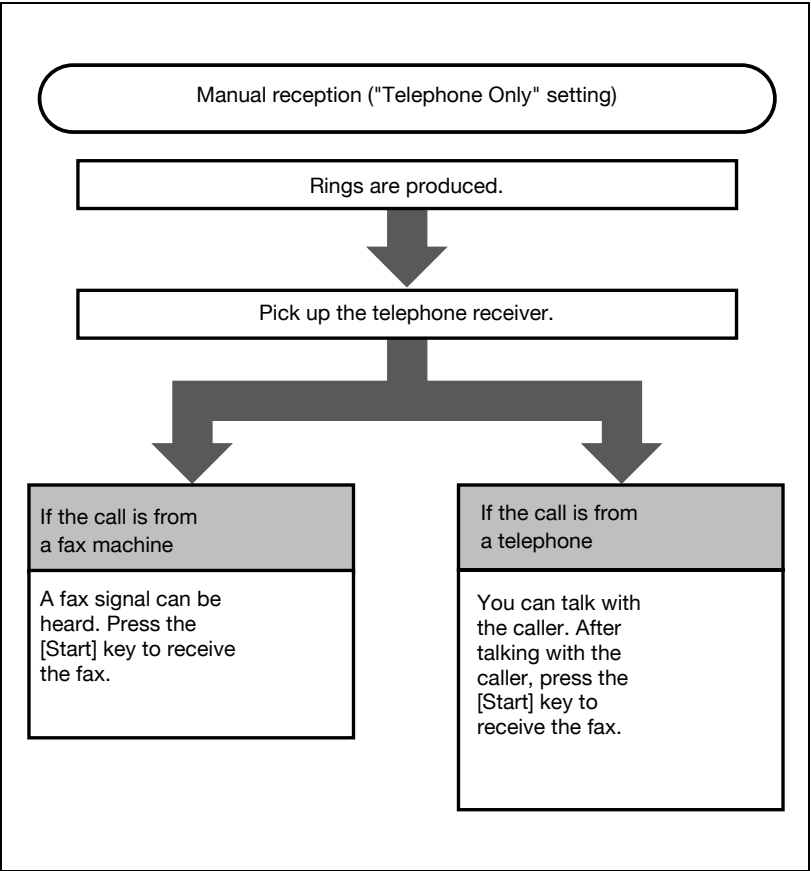 Manual reception ("Telephone Only" setting)
Rings are produced.
Pick up the telephone receiver.
If the call is from
a fax machine
A fax signal can be
heard. Press the
[Start] key to receive
the fax.
If the call is from
a telephone
You can talk with
the caller. After
talking with the
caller, press the
[Start] key to
receive the fax.